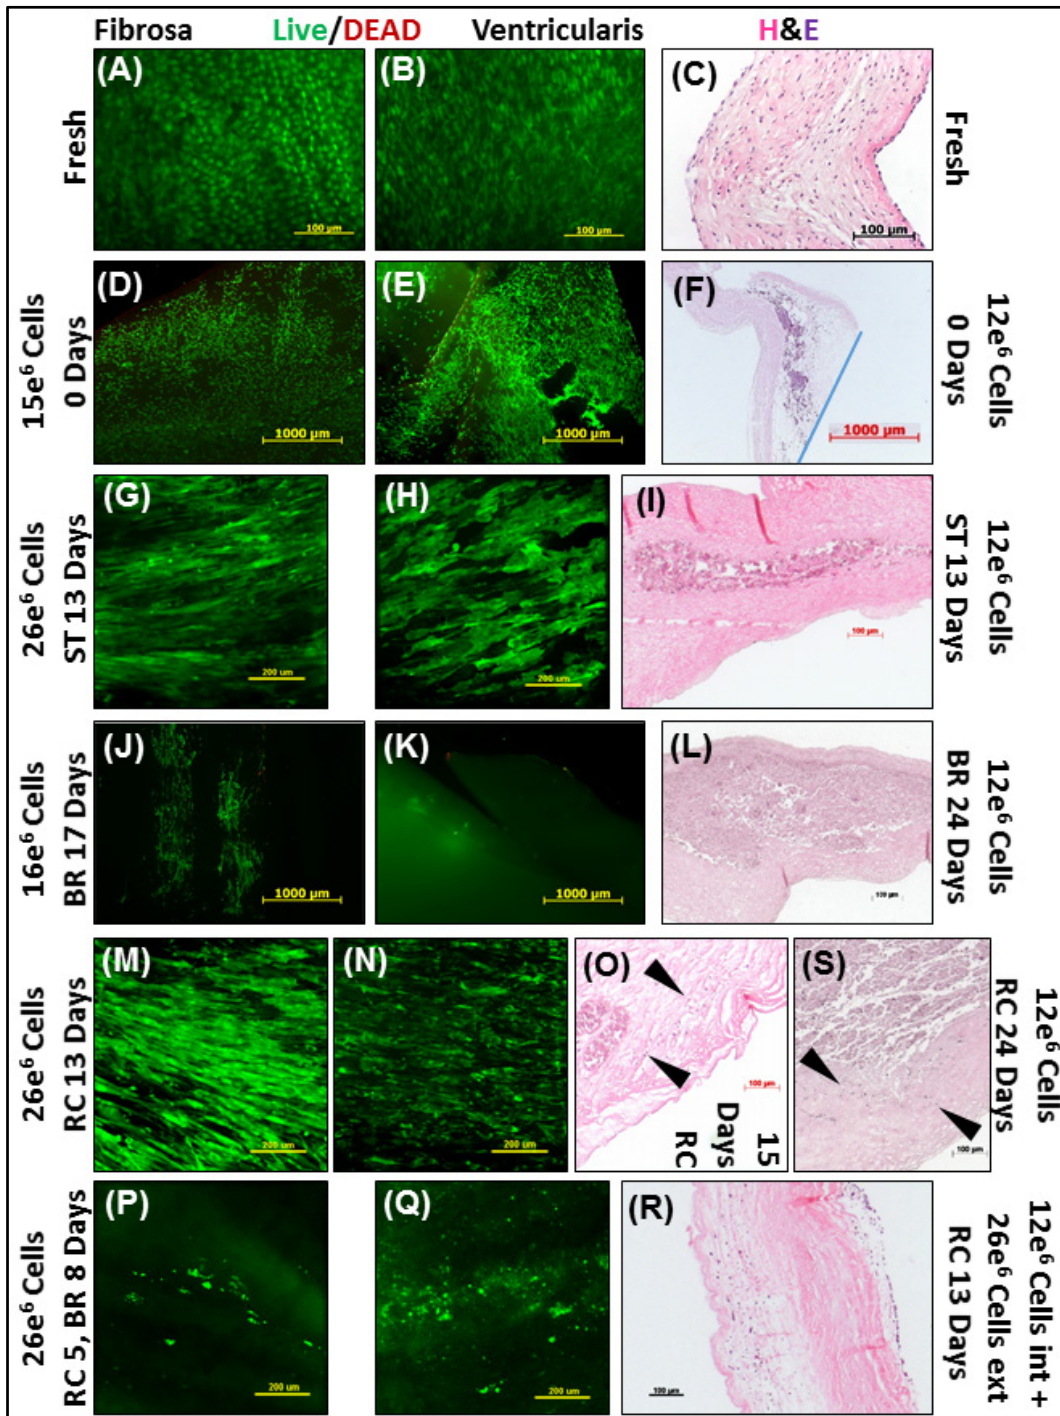 Fibrosa Live/DEAD Ventricularis H&E
Fresh
(A)
100 µm
(B)
100 µm
(C)
100 µm
Fresh
15e⁶ Cells
0 Days
(D)
1000 µm
(E)
1000 µm
(F)
1000 µm
12e⁶ Cells
0 Days
26e⁶ Cells
ST 13 Days
(G)
200 um
(H)
200 um
(I)
100 µm
12e⁶ Cells
ST 13 Days
16e⁶ Cells
BR 17 Days
(J)
1000 µm
(K)
1000 µm
(L)
100 µm
12e⁶ Cells
BR 24 Days
26e⁶ Cells
RC 13 Days
(M)
200 um
(N)
200 um
(O)
100 µm
15
Days
RC
(S)
100 µm
12e⁶ Cells
RC 24 Days
26e⁶ Cells
RC 5, BR 8 Days
(P)
200 um
(Q)
200 um
(R)
100 µm
12e⁶ Cells int +
26e⁶ Cells ext
RC 13 Days